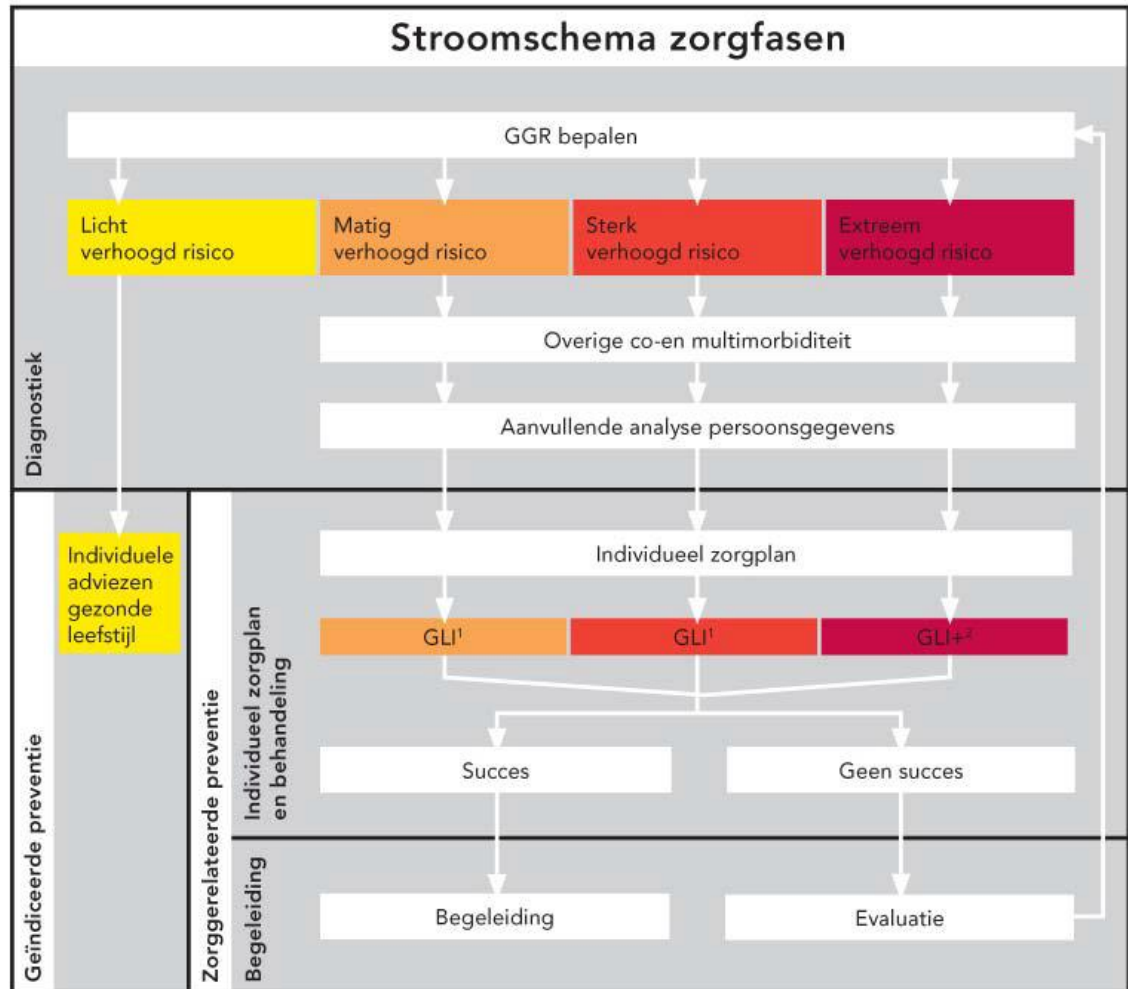 Stroomschema zorgfasen
GGR bepalen
Licht
verhoogd risico
Matig
verhoogd risico
Sterk
verhoogd risico
Extreem
verhoogd risico
Overige co-en multimorbiditeit
Aanvullende analyse persoonsgegevens
Diagnostiek
Geïndiceerde preventie
Individuele
adviezen
gezonde
leefstijl
Zorggerelateerde preventie
Individueel zorgplan
en behandeling
Individueel zorgplan
GLI¹
GLI¹
GLI+²
Succes
Geen succes
Begeleiding
Begeleiding
Evaluatie